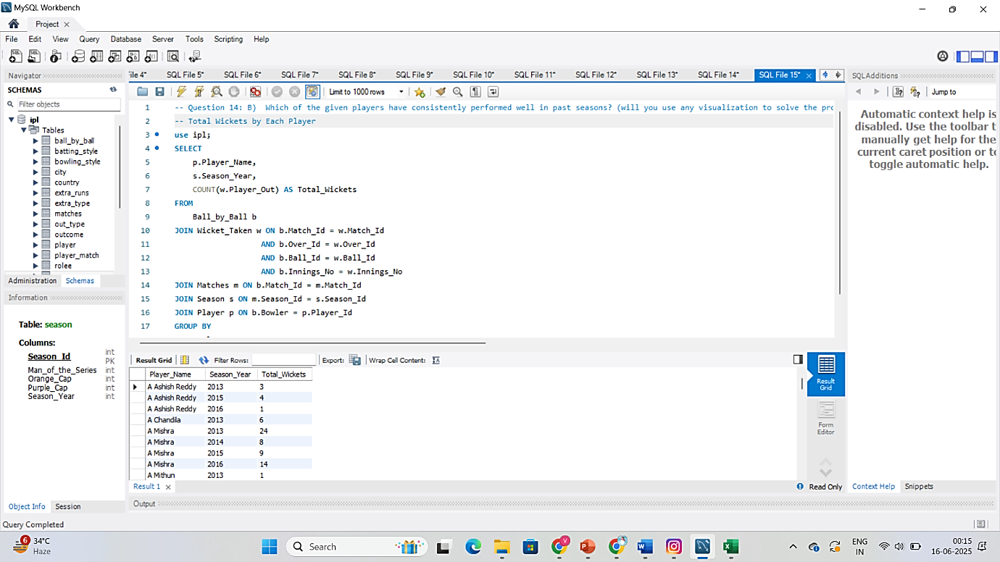 MySQL Workbench
Project
File Edit View Query Database Server Tools Scripting Help
Navigator
SCHEMAS
Filter objects
ipl
Tables
ball_by_ball
batting_style
bowling_style
city
country
extra_runs
extra_type
matches
out_type
outcome
player
player_match
rolee
Administration Schemas
Information
Table: season
Columns:
Season_Id int PK
Man_of_the_Series int
Orange_Cap int
Purple_Cap int
Season_Year int
Object Info Session
Query Completed
ile 4* SQL File 5* SQL File 6* SQL File 7* SQL File 8* SQL File 9* SQL File 10* SQL File 11* SQL File 12* SQL File 13* SQL File 14* SQL File 15*
Limit to 1000 rows
1 -- Question 14: B) Which of the given players have consistently performed well in past seasons? (will you use any visualization to solve the pro
2 -- Total Wickets by Each Player
3 use ipl;
4 SELECT
5 p.Player_Name,
6 s.Season_Year,
7 COUNT(w.Player_Out) AS Total_Wickets
8 FROM
9 Ball_by_Ball b
10 JOIN Wicket_Taken w ON b.Match_Id = w.Match_Id
11 AND b.Over_Id = w.Over_Id
12 AND b.Ball_Id = w.Ball_Id
13 AND b.Innings_No = w.Innings_No
14 JOIN Matches m ON b.Match_Id = m.Match_Id
15 JOIN Season s ON m.Season_Id = s.Season_Id
16 JOIN Player p ON b.Bowler = p.Player_Id
17 GROUP BY
Result Grid Filter Rows: Export: Wrap Cell Content:
Player_Name Season_Year Total_Wickets
A Ashish Reddy 2013 3
A Ashish Reddy 2015 4
A Ashish Reddy 2016 1
A Chandila 2013 6
A Mishra 2013 24
A Mishra 2014 8
A Mishra 2015 9
A Mishra 2016 14
A Mithun 2013 1
Result Grid
Form Editor
Result 1
Read Only
Output
SQLAdditions
Jump to
Automatic context help is
disabled. Use the toolbar t
manually get help for the
current caret position or to
toggle automatic help.
Context Help Snippets
6
34°C
Haze
Search
V
ENG
IN
00:15
16-06-2025